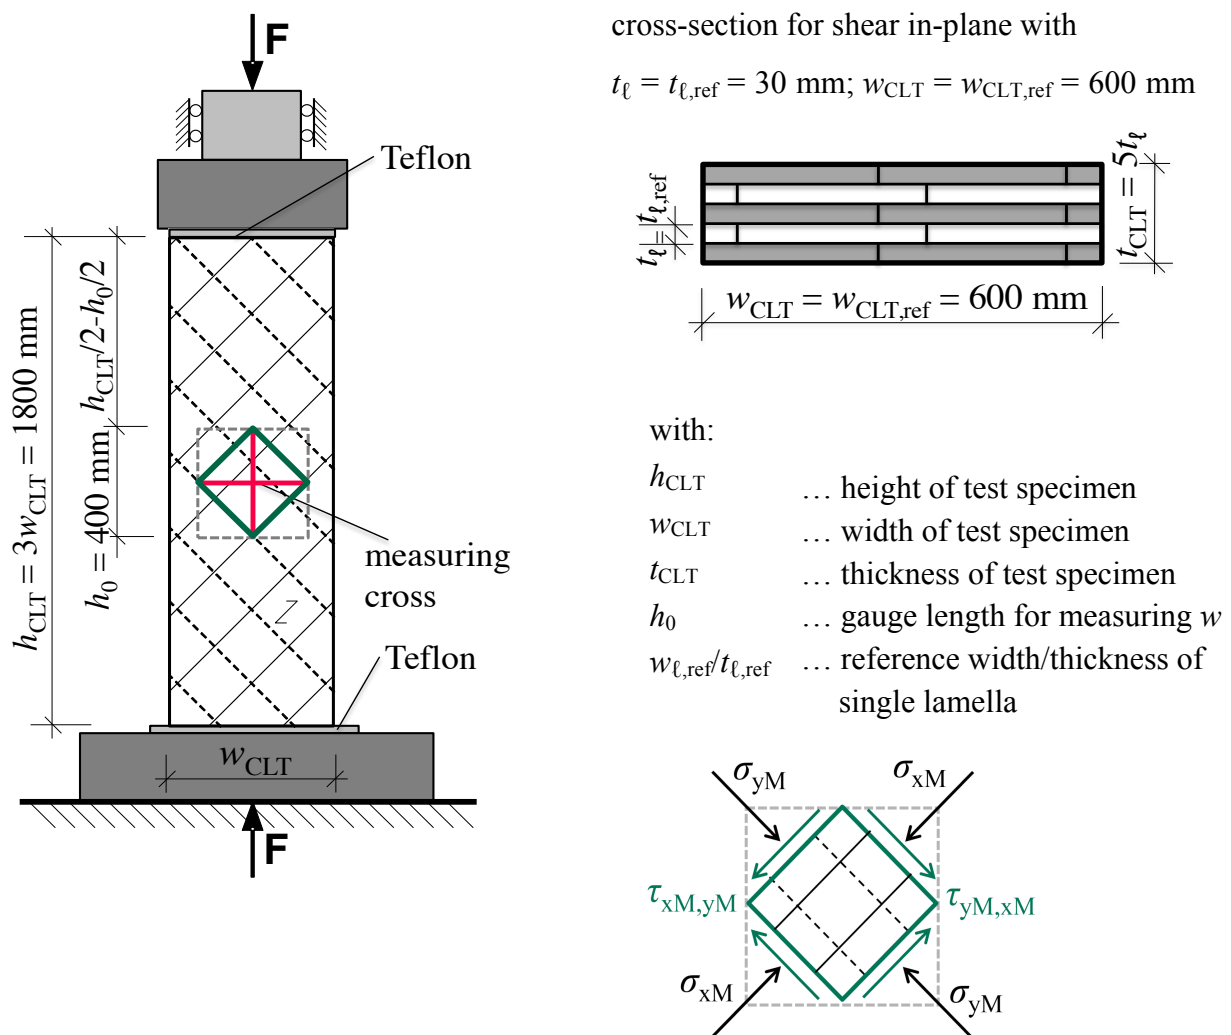 F
Teflon
h_CLT = 3w_CLT = 1800 mm
h_CLT/2-h_0/2
h_0 = 400 mm
measuring
cross
Z
Teflon
w_CLT
F
cross-section for shear in-plane with
t_ℓ = t_ℓ,ref = 30 mm; w_CLT = w_CLT,ref = 600 mm
t_ℓ = t_ℓ,ref
t_CLT = 5t_ℓ
w_CLT = w_CLT,ref = 600 mm
with:
h_CLT … height of test specimen
w_CLT … width of test specimen
t_CLT … thickness of test specimen
h_0 … gauge length for measuring w
w_ℓ,ref/t_ℓ,ref … reference width/thickness of
single lamella
σ_yM
σ_xM
τ_xM,yM
τ_yM,xM
σ_xM
σ_yM